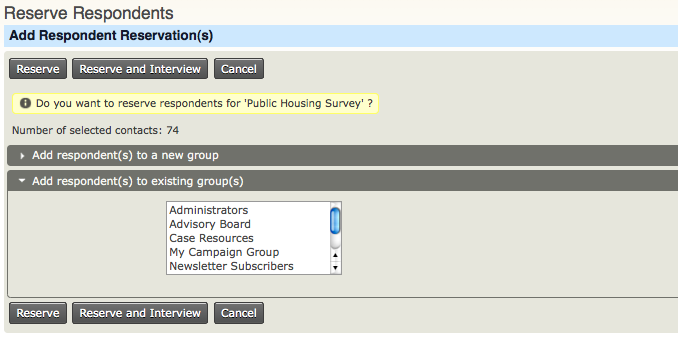 Reserve Respondents
Add Respondent Reservation(s)
Reserve Reserve and Interview Cancel
Do you want to reserve respondents for 'Public Housing Survey' ?
Number of selected contacts: 74
Add respondent(s) to a new group
Add respondent(s) to existing group(s)
Administrators
Advisory Board
Case Resources
My Campaign Group
Newsletter Subscribers
Reserve Reserve and Interview Cancel